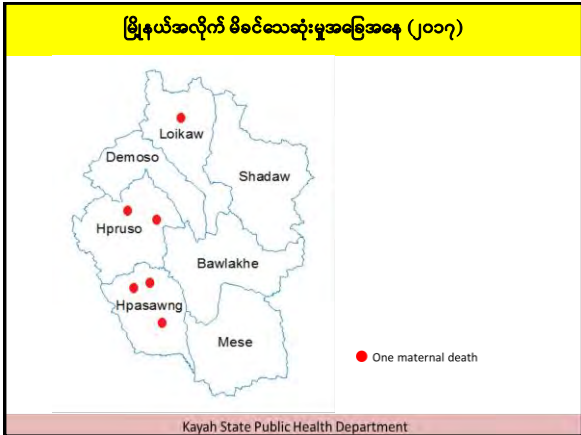 မြို့နယ်အလိုက် မိခင်သေဆုံးမှုအခြေအနေ (၂၀၁၇)
Loikaw
Demoso
Shadaw
Hpruso
Bawlakhe
Hpasawng
Mese
One maternal death
Kayah State Public Health Department